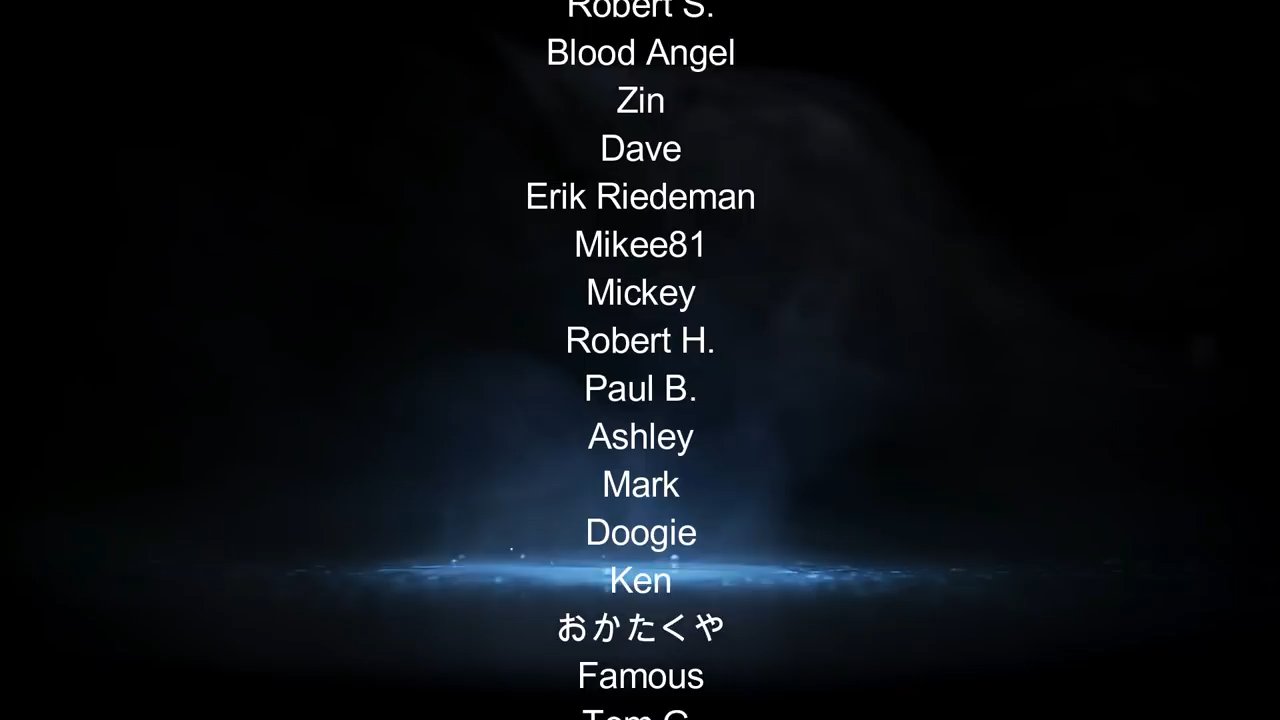 Robert S.
Blood Angel
Zin
Dave
Erik Riedeman
Mikee81
Mickey
Robert H.
Paul B.
Ashley
Mark
Doogie
Ken
おかたくや
Famous